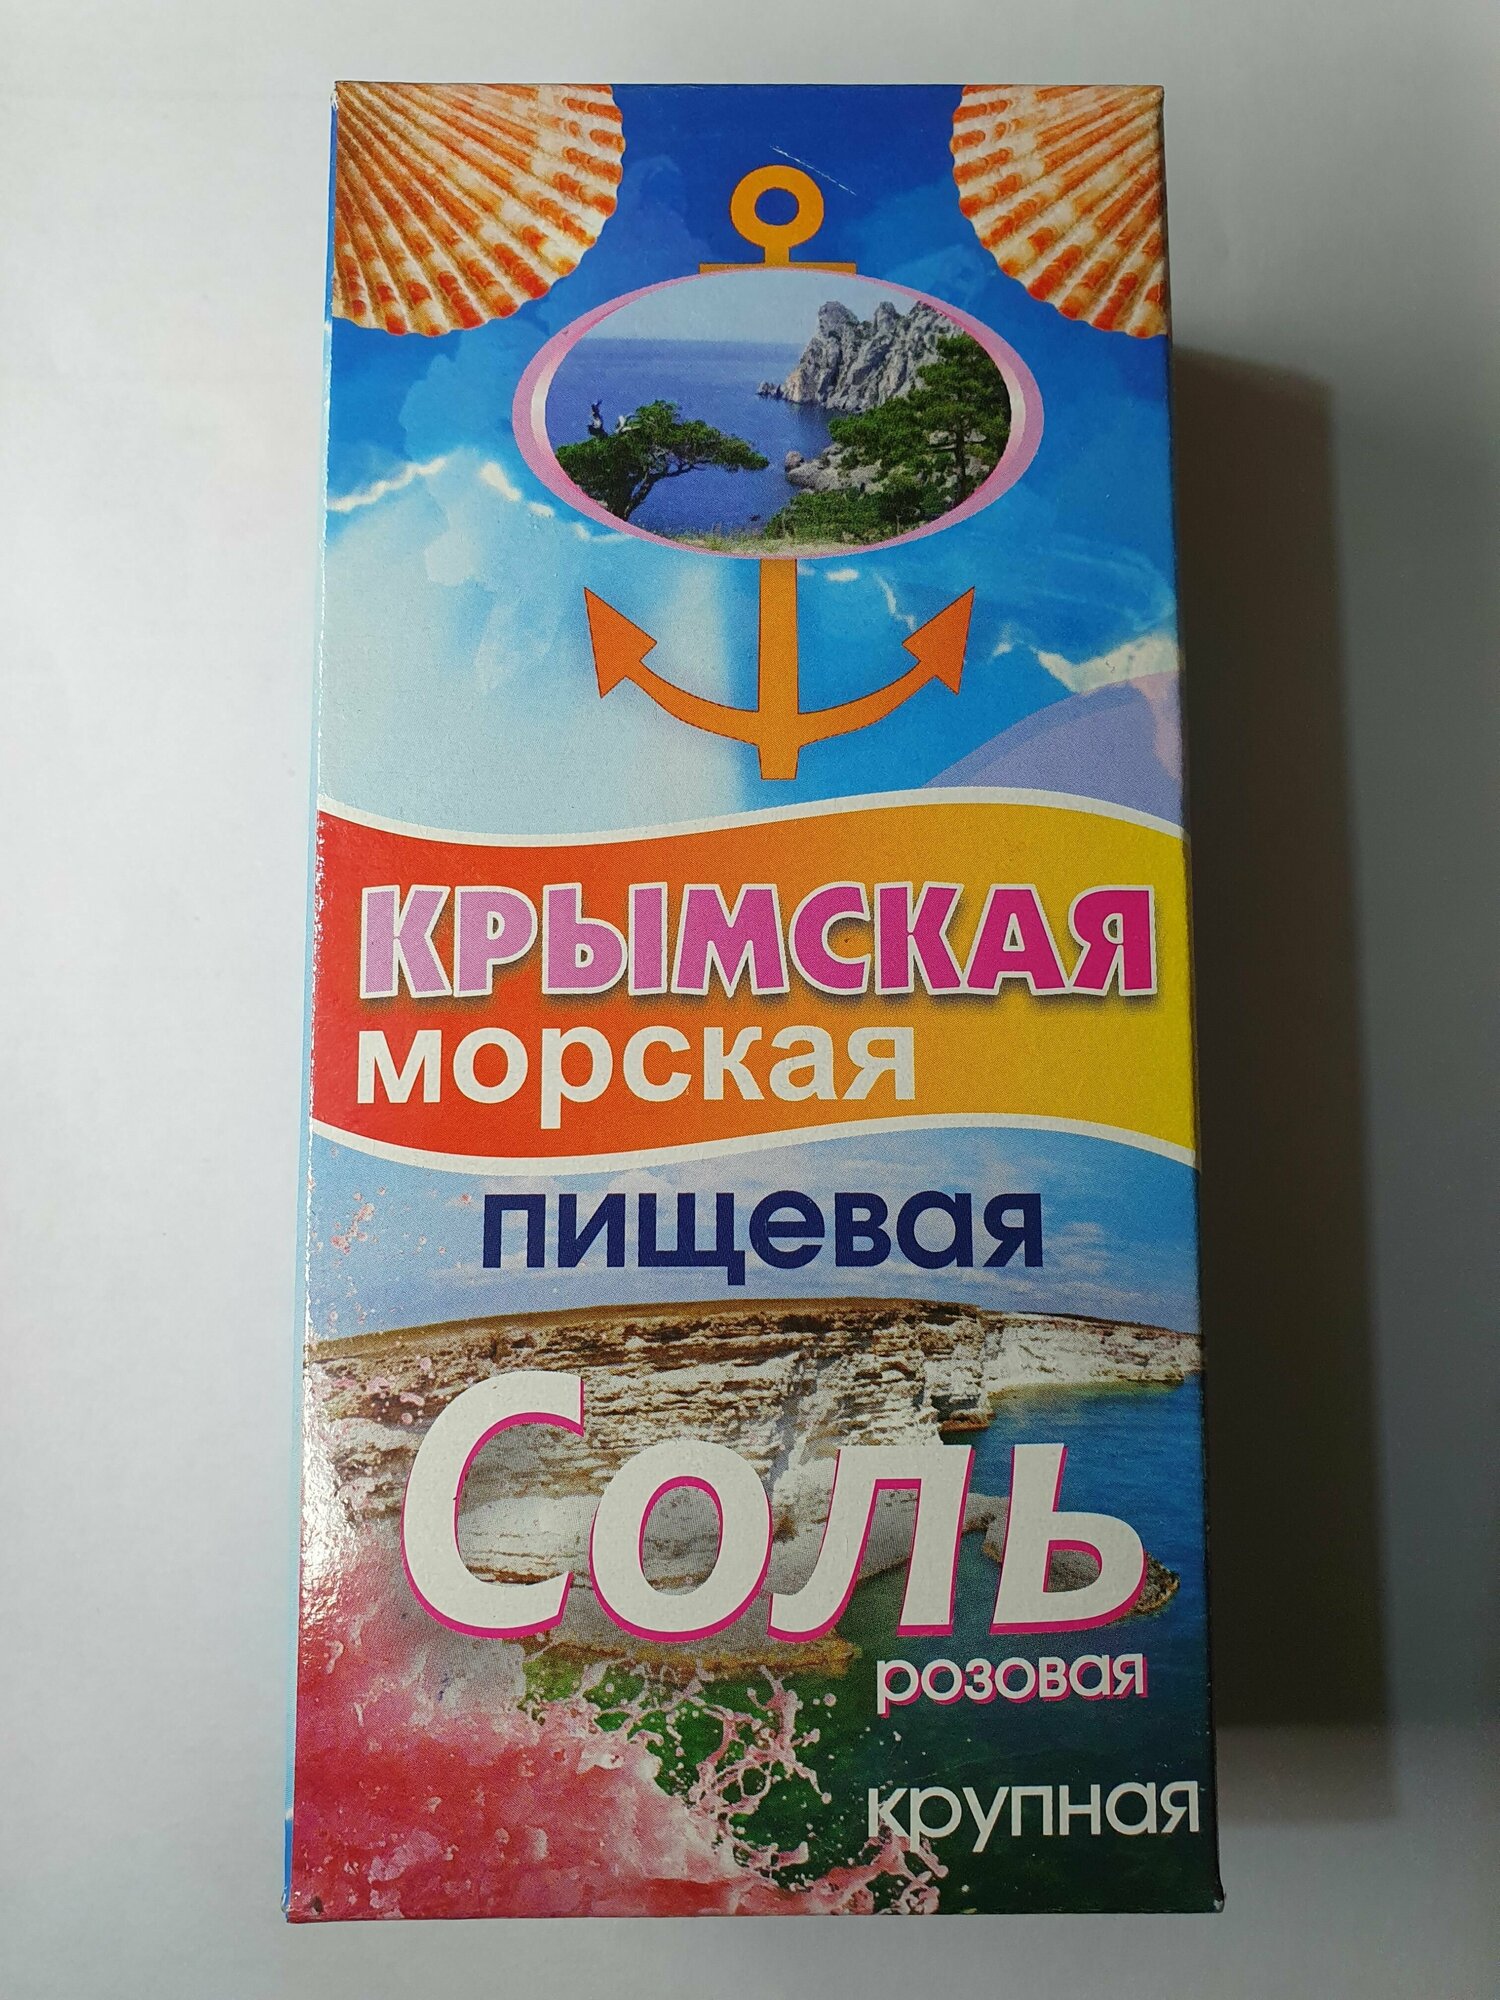 КРЫМСКАЯ
морская
пищевая
Соль
розовая
крупная